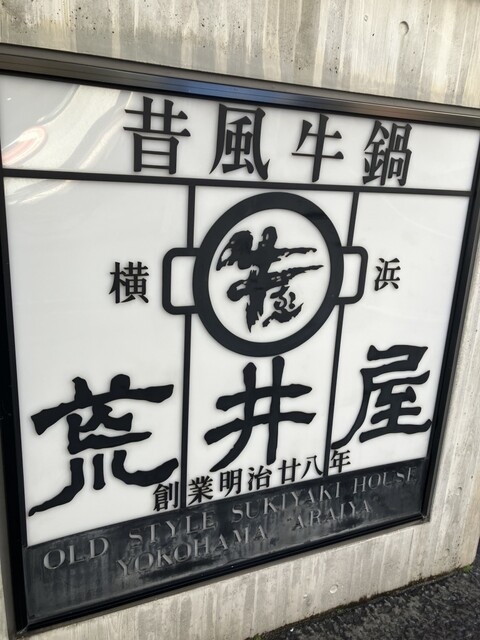 昔風牛鍋
横浜
荒井屋
創業明治廿八年
OLD STYLE SUKIYAKI HOUSE
YOKOHAMA ARAIYA